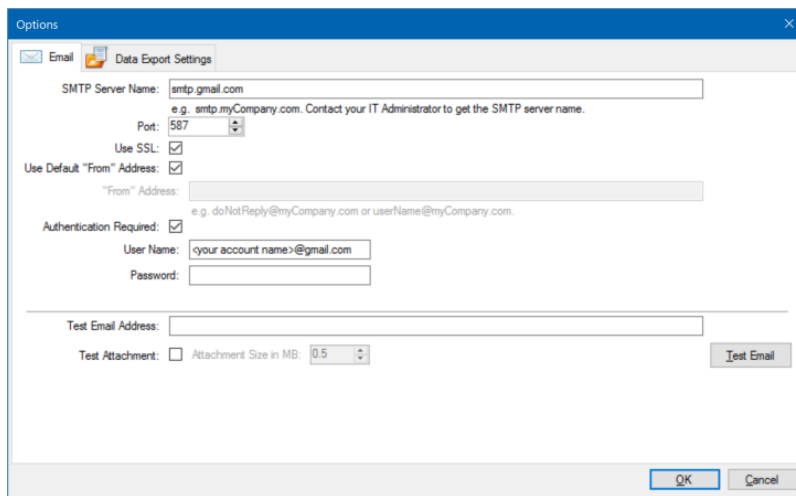 Options
Email
Data Export Settings
SMTP Server Name: smtp.gmail.com
e.g. smtp.myCompany.com. Contact your IT Administrator to get the SMTP server name.
Port: 587
Use SSL:
Use Default "From" Address:
"From" Address:
e.g. doNotReply@myCompany.com or userName@myCompany.com.
Authentication Required:
User Name: <your account name>@gmail.com
Password:
Test Email Address:
Test Attachment: Attachment Size in MB: 0.5
Test Email
OK Cancel